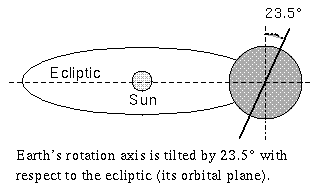 23.5°
Ecliptic
Sun
Earth's rotation axis is tilted by 23.5° with
respect to the ecliptic (its orbital plane).